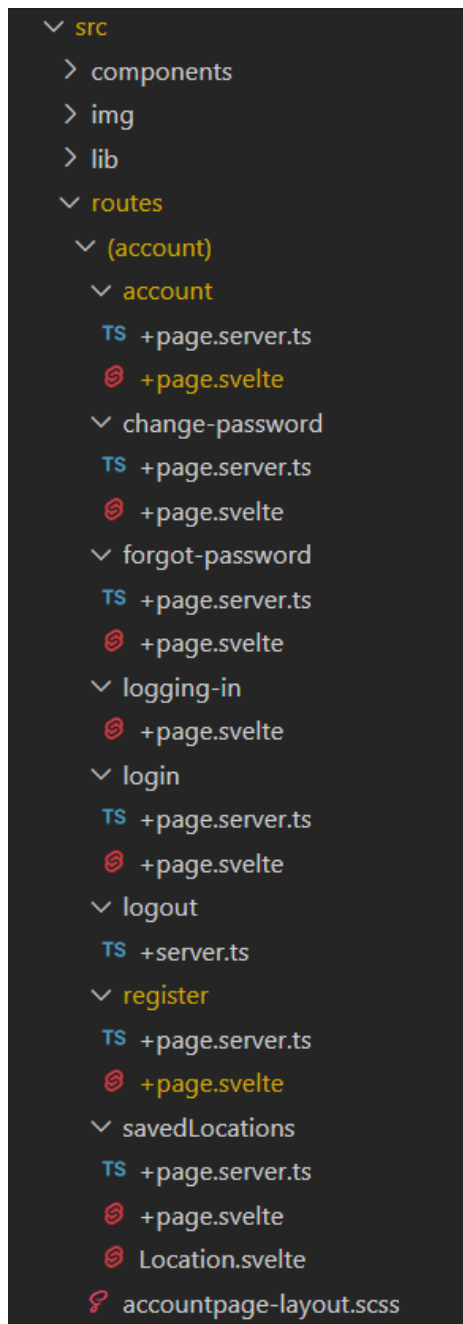 src
components
img
lib
routes
(account)
account
TS +page.server.ts
+page.svelte
change-password
TS +page.server.ts
+page.svelte
forgot-password
TS +page.server.ts
+page.svelte
logging-in
+page.svelte
login
TS +page.server.ts
+page.svelte
logout
TS +server.ts
register
TS +page.server.ts
+page.svelte
savedLocations
TS +page.server.ts
+page.svelte
Location.svelte
accountpage-layout.scss